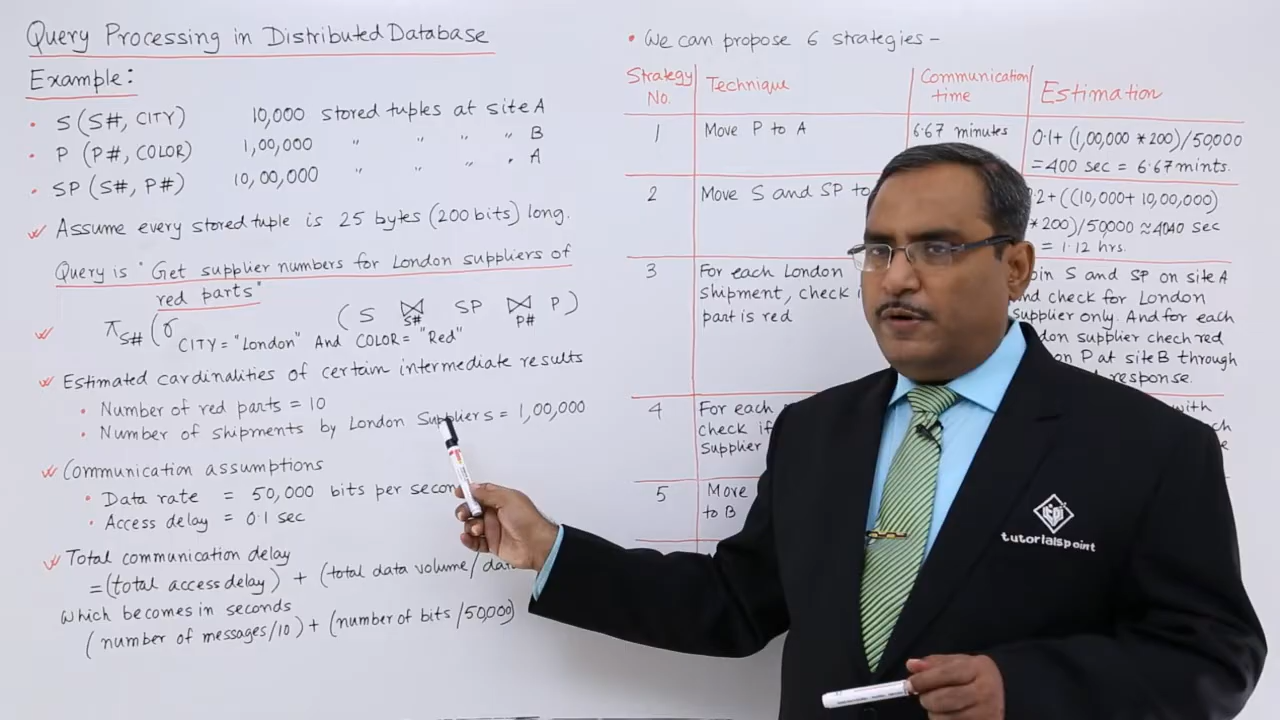 Query Processing in Distributed Database
Example:
• S (S#, CITY) 10,000 stored tuples at site A
• P (P#, COLOR) 1,00,000 " " " " B
• SP (S#, P#) 10,00,000 " " " . A
Assume every stored tuple is 25 bytes (200 bits) long.
Query is "Get supplier numbers for London suppliers of
red parts"
π S# (σ CITY = "London" And COLOR = "Red" (S ⋈ S# SP ⋈ P# P)
Estimated cardinalities of certain intermediate results
• Number of red parts = 10
• Number of shipments by London Suppliers = 1,00,000
Communication assumptions
• Data rate = 50,000 bits per secon
• Access delay = 0.1 sec
Total communication delay
= (total access delay) + (total data volume / dat
Which becomes in seconds
(number of messages/10) + (number of bits /50,000)
• We can propose 6 strategies –
Strategy No. Technique Communication time Estimation
1 Move P to A 6.67 minutes 0.1 + (1,00,000 * 200) / 50,000
= 400 sec = 6.67 mints.
2 Move S and SP to .2 + ((10,000 + 10,00,000)
* 200) / 50,000 ≈ 4040 sec
= 1.12 hrs.
3 For each London oin S and SP on site A
shipment, check i nd check for London
part is red supplier only. And for each
don supplier chech red
on P at site B through
response.
4 For each with
check if ch
supplier
5 Move
to B
tutorialspoint